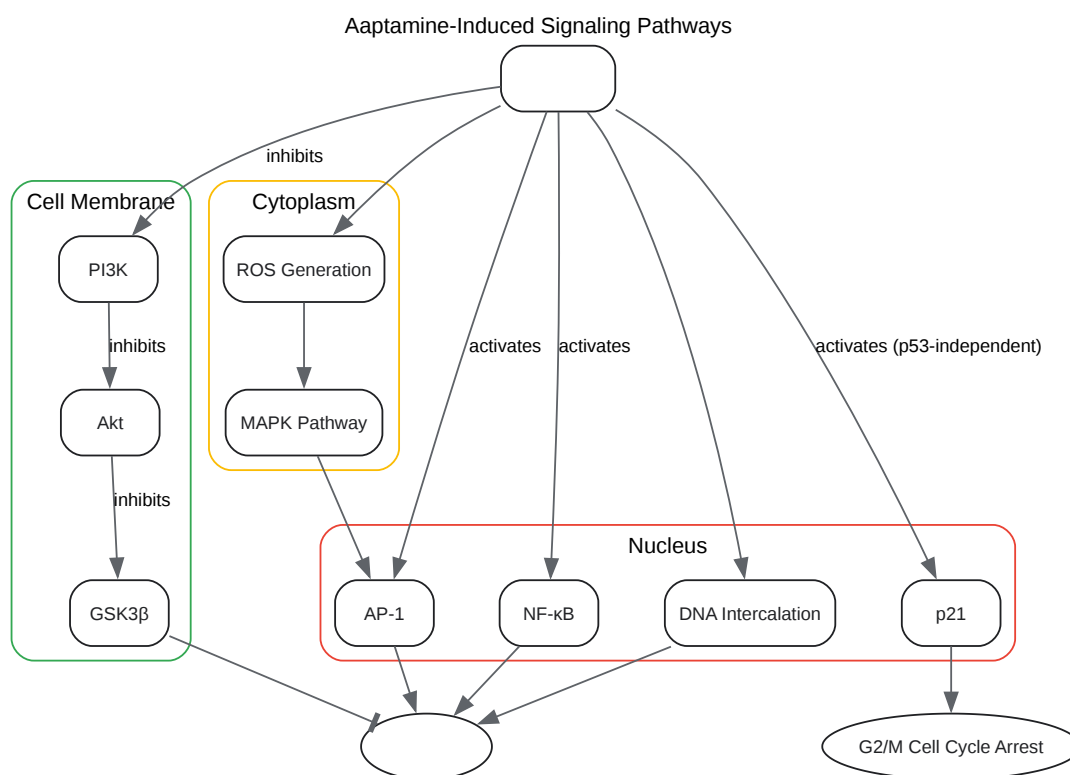 Aaptamine-Induced Signaling Pathways
inhibits
Cell Membrane
Cytoplasm
PI3K
ROS Generation
inhibits
activates
activates
activates (p53-independent)
Akt
MAPK Pathway
inhibits
Nucleus
GSK3β
AP-1
NF-κB
DNA Intercalation
p21
G2/M Cell Cycle Arrest